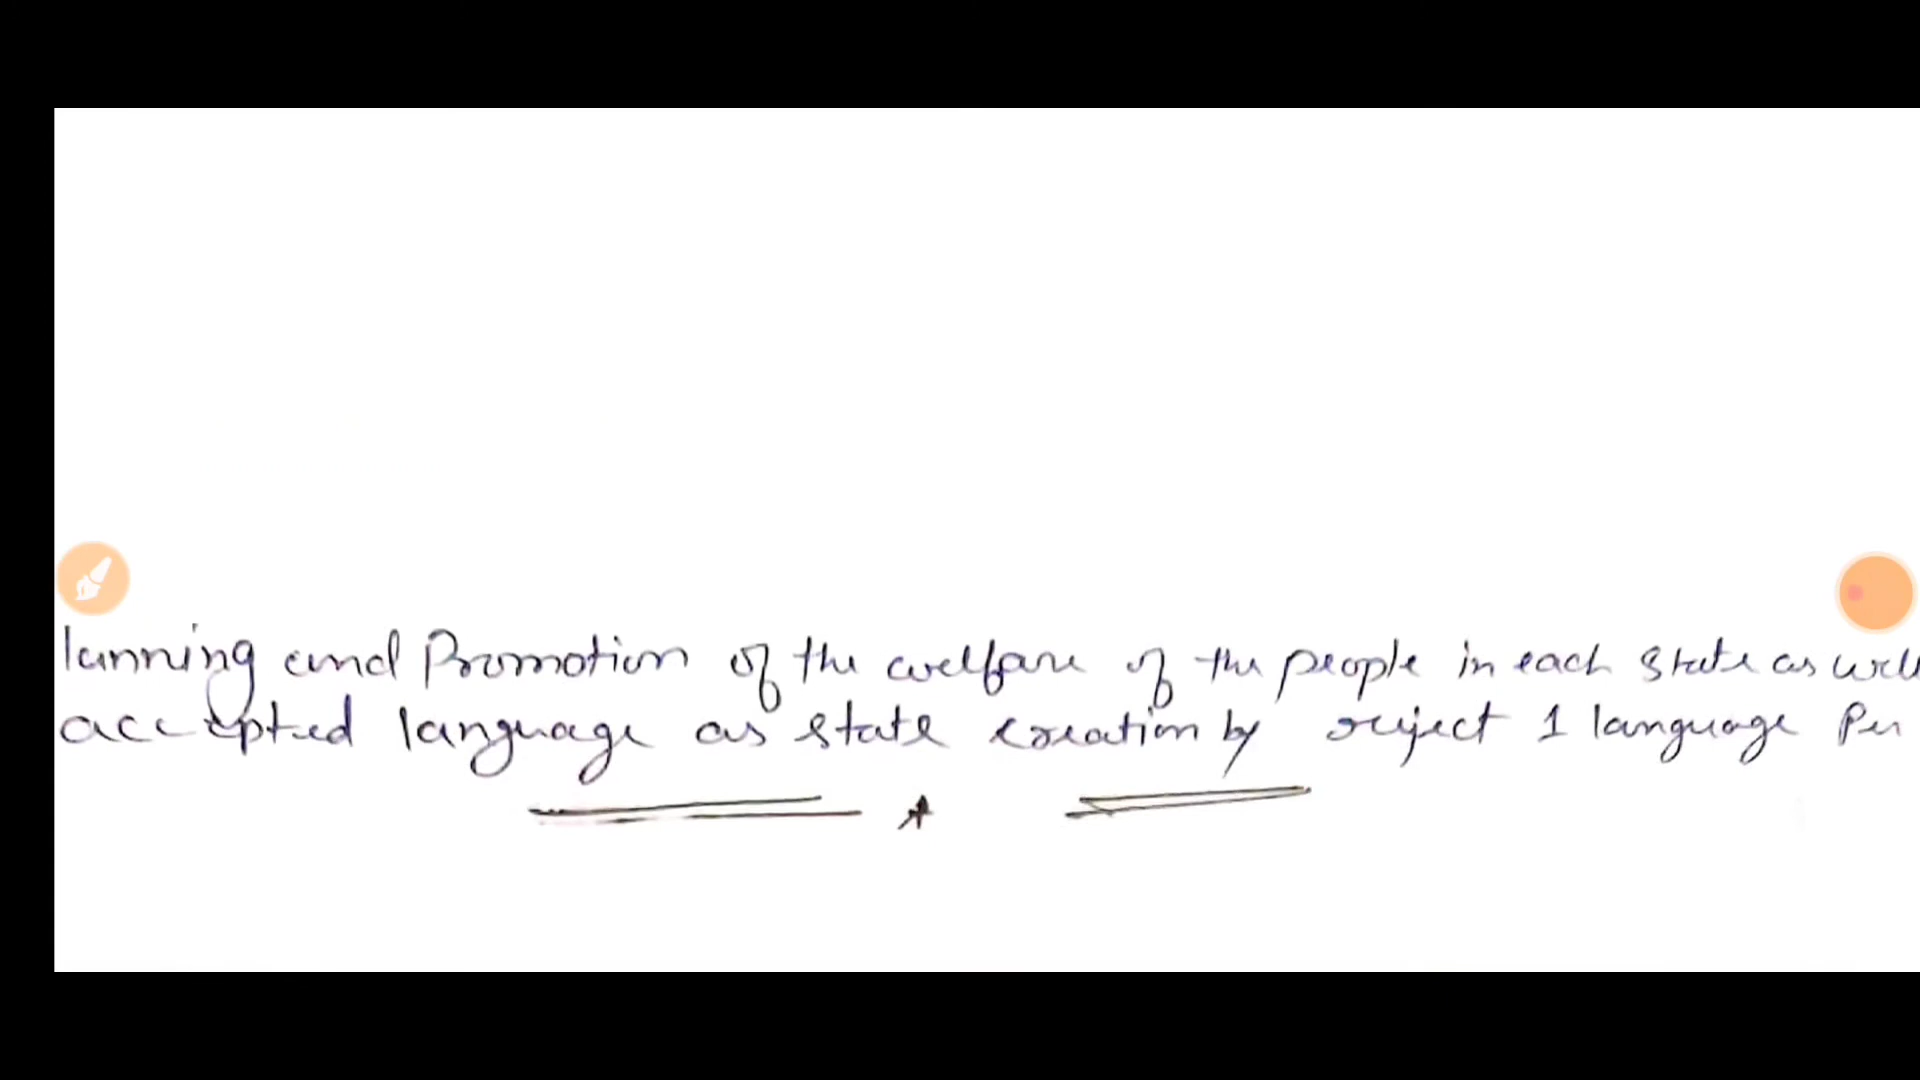 lanning and Promotion of the welfare of the people in each state as well
accepted language as state creation by reject 1 language Per